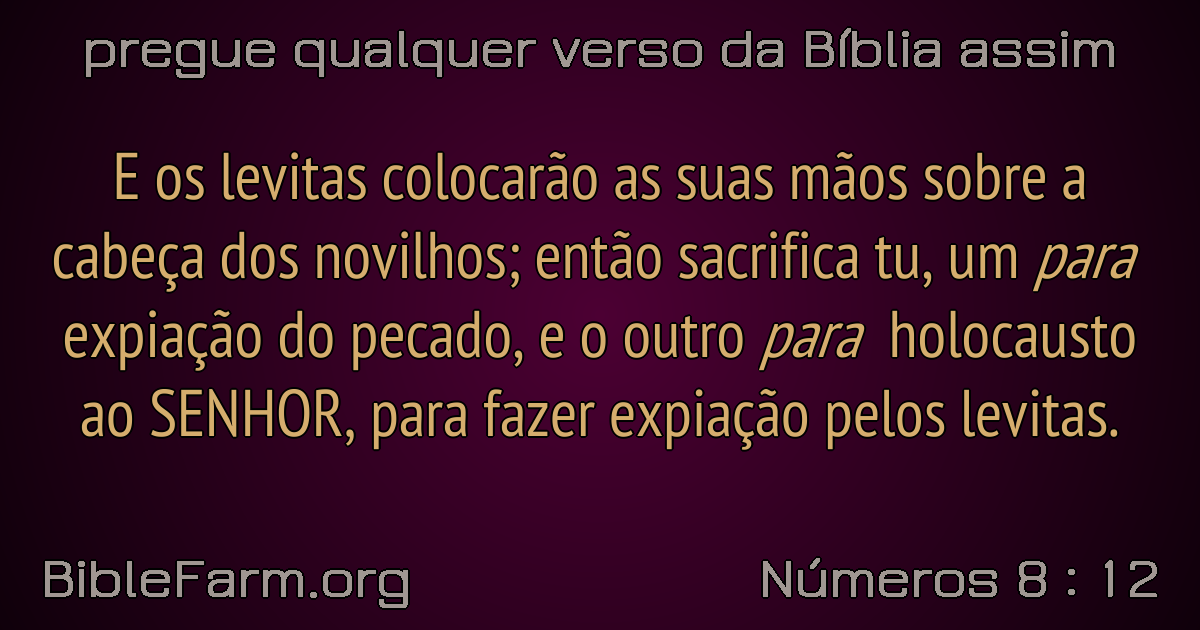 pregue qualquer verso da Bíblia assim
E os levitas colocarão as suas mãos sobre a
cabeça dos novilhos; então sacrifica tu, um para
expiação do pecado, e o outro para holocausto
ao SENHOR, para fazer expiação pelos levitas.
BibleFarm.org
Números 8 : 12